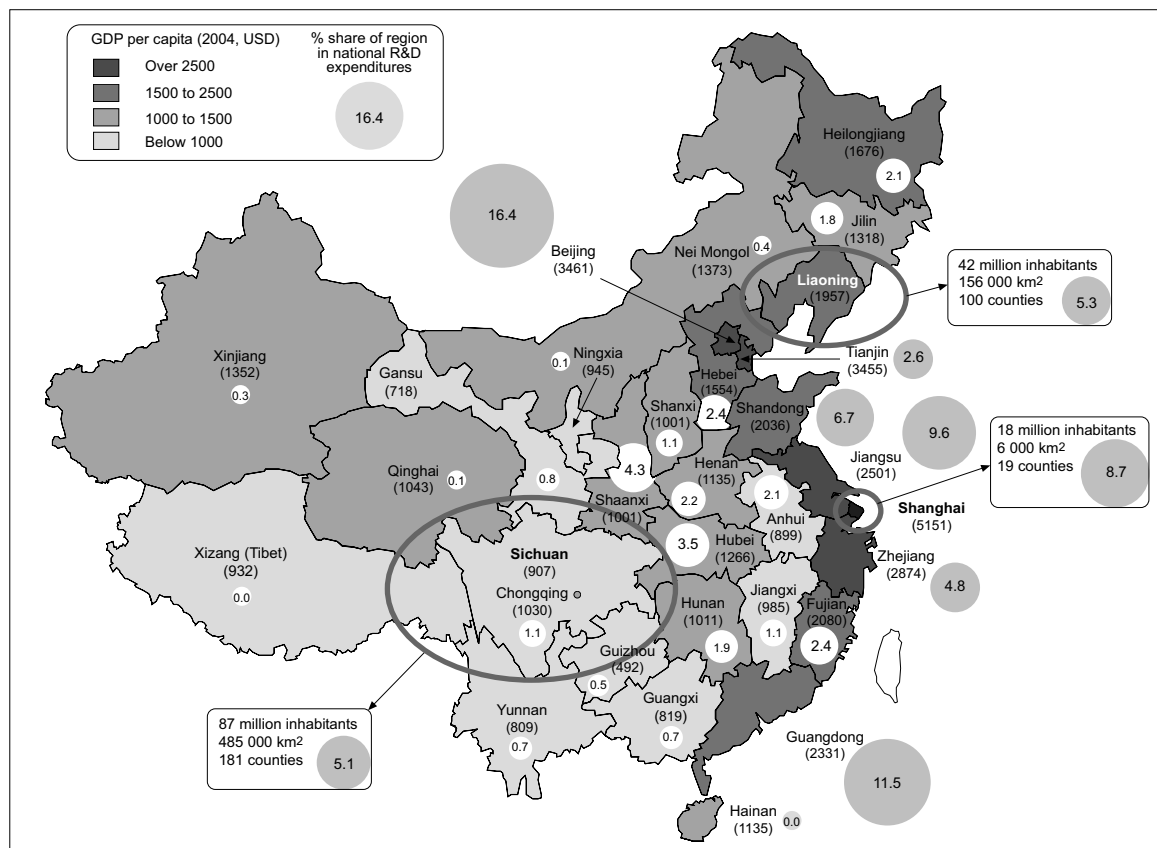 GDP per capita (2004, USD)
Over 2500
1500 to 2500
1000 to 1500
Below 1000
% share of region
in national R&D
expenditures
16.4
Heilongjiang
(1676)
2.1
16.4
1.8
Jilin
(1318)
Beijing
(3461)
Nei Mongol
(1373)
0.4
Liaoning
(1957)
42 million inhabitants
156 000 km²
100 counties
5.3
Xinjiang
(1352)
0.3
Gansu
(718)
0.1
Ningxia
(945)
Tianjin
(3455)
2.6
Hebei
(1554)
2.4
Shanxi
(1001)
1.1
Shandong
(2036)
6.7
9.6
Jiangsu
(2501)
18 million inhabitants
6 000 km²
19 counties
8.7
Qinghai
(1043)
0.1
0.8
4.3
Shaanxi
(1001)
Henan
(1135)
2.2
2.1
Anhui
(899)
Shanghai
(5151)
Xizang (Tibet)
(932)
0.0
Sichuan
(907)
Chongqing
(1030)
1.1
3.5
Hubei
(1266)
Zhejiang
(2874)
4.8
Hunan
(1011)
1.9
Jiangxi
(985)
1.1
Fujian
(2080)
2.4
Guizhou
(492)
0.5
Yunnan
(809)
0.7
Guangxi
(819)
0.7
87 million inhabitants
485 000 km²
181 counties
5.1
Guangdong
(2331)
11.5
Hainan
(1135)
0.0